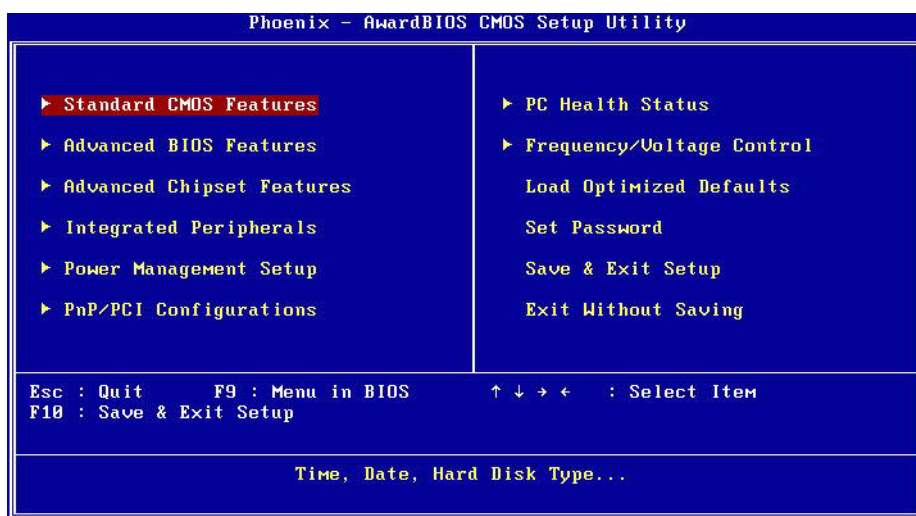 Phoenix - AwardBIOS CMOS Setup Utility
▶ Standard CMOS Features
▶ Advanced BIOS Features
▶ Advanced Chipset Features
▶ Integrated Peripherals
▶ Power Management Setup
▶ PnP/PCI Configurations
▶ PC Health Status
▶ Frequency/Voltage Control
Load Optimized Defaults
Set Password
Save & Exit Setup
Exit Without Saving
Esc : Quit F9 : Menu in BIOS ↑ ↓ → ← : Select Item
F10 : Save & Exit Setup
Time, Date, Hard Disk Type...